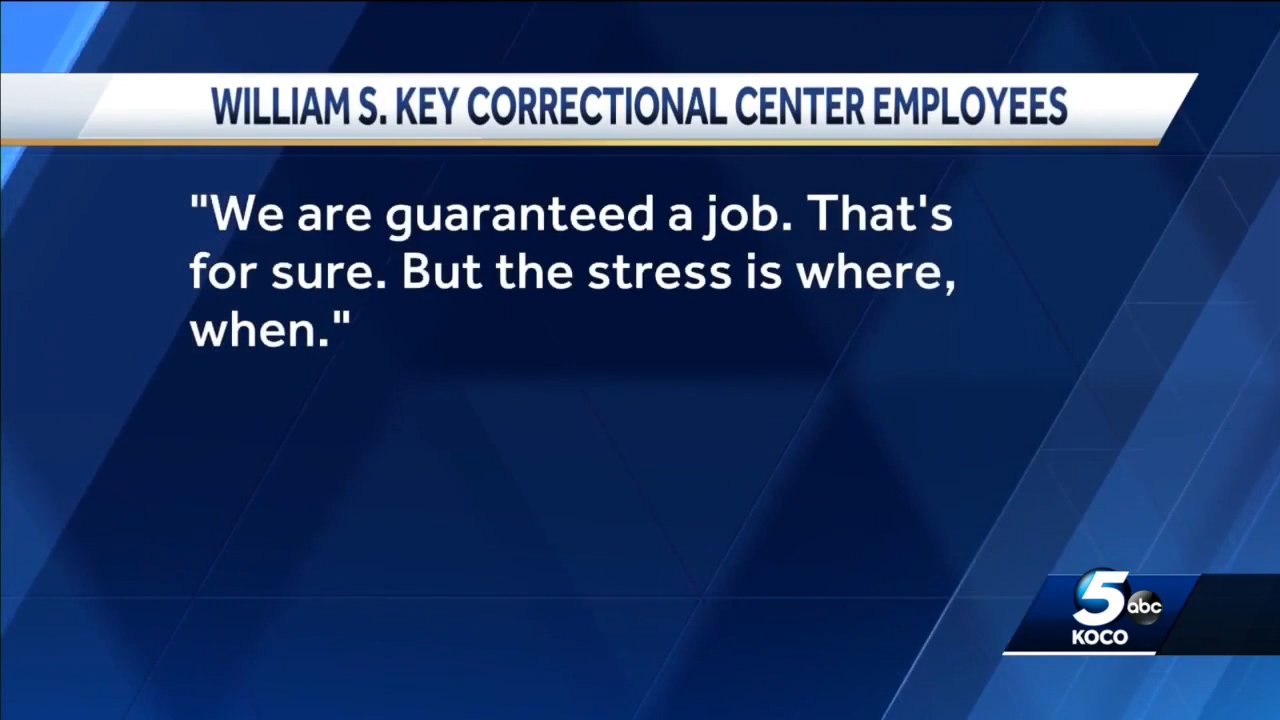 WILLIAM S. KEY CORRECTIONAL CENTER EMPLOYEES
"We are guaranteed a job. That's
for sure. But the stress is where,
when."
5
abc
KOCO